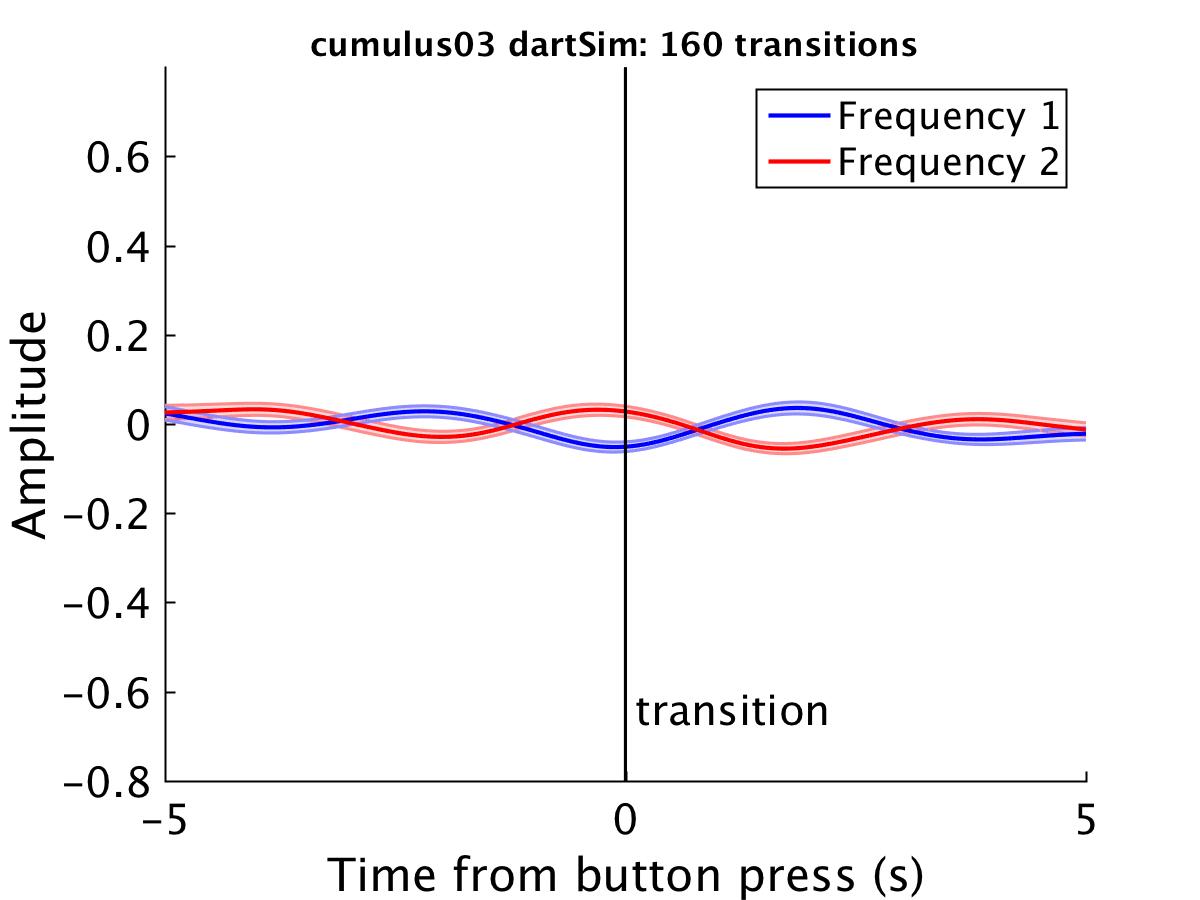 cumulus03 dartSim: 160 transitions
Frequency 1
Frequency 2
0.6
0.4
0.2
0
−0.2
−0.4
−0.6
−0.8
Amplitude
transition
−5
0
5
Time from button press (s)